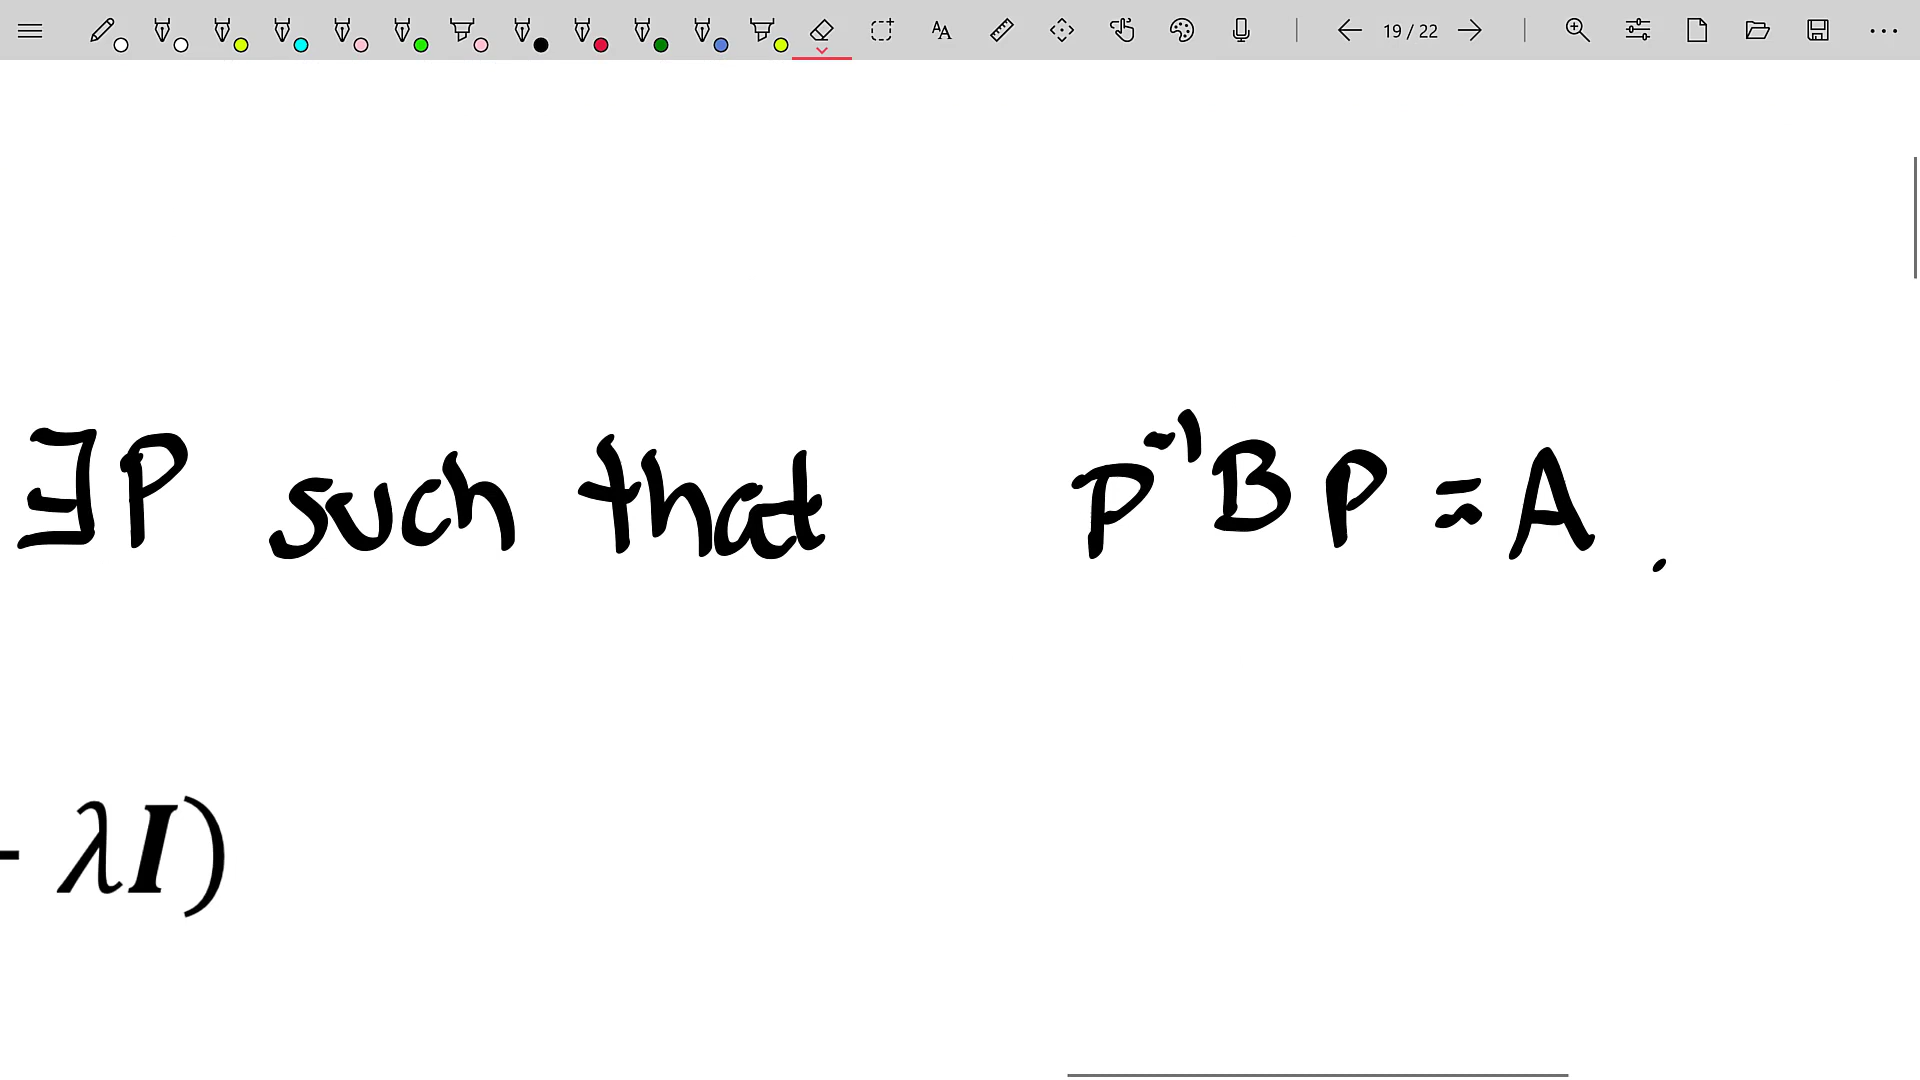 19 / 22
∃P such that P⁻¹BP = A .
- λI)